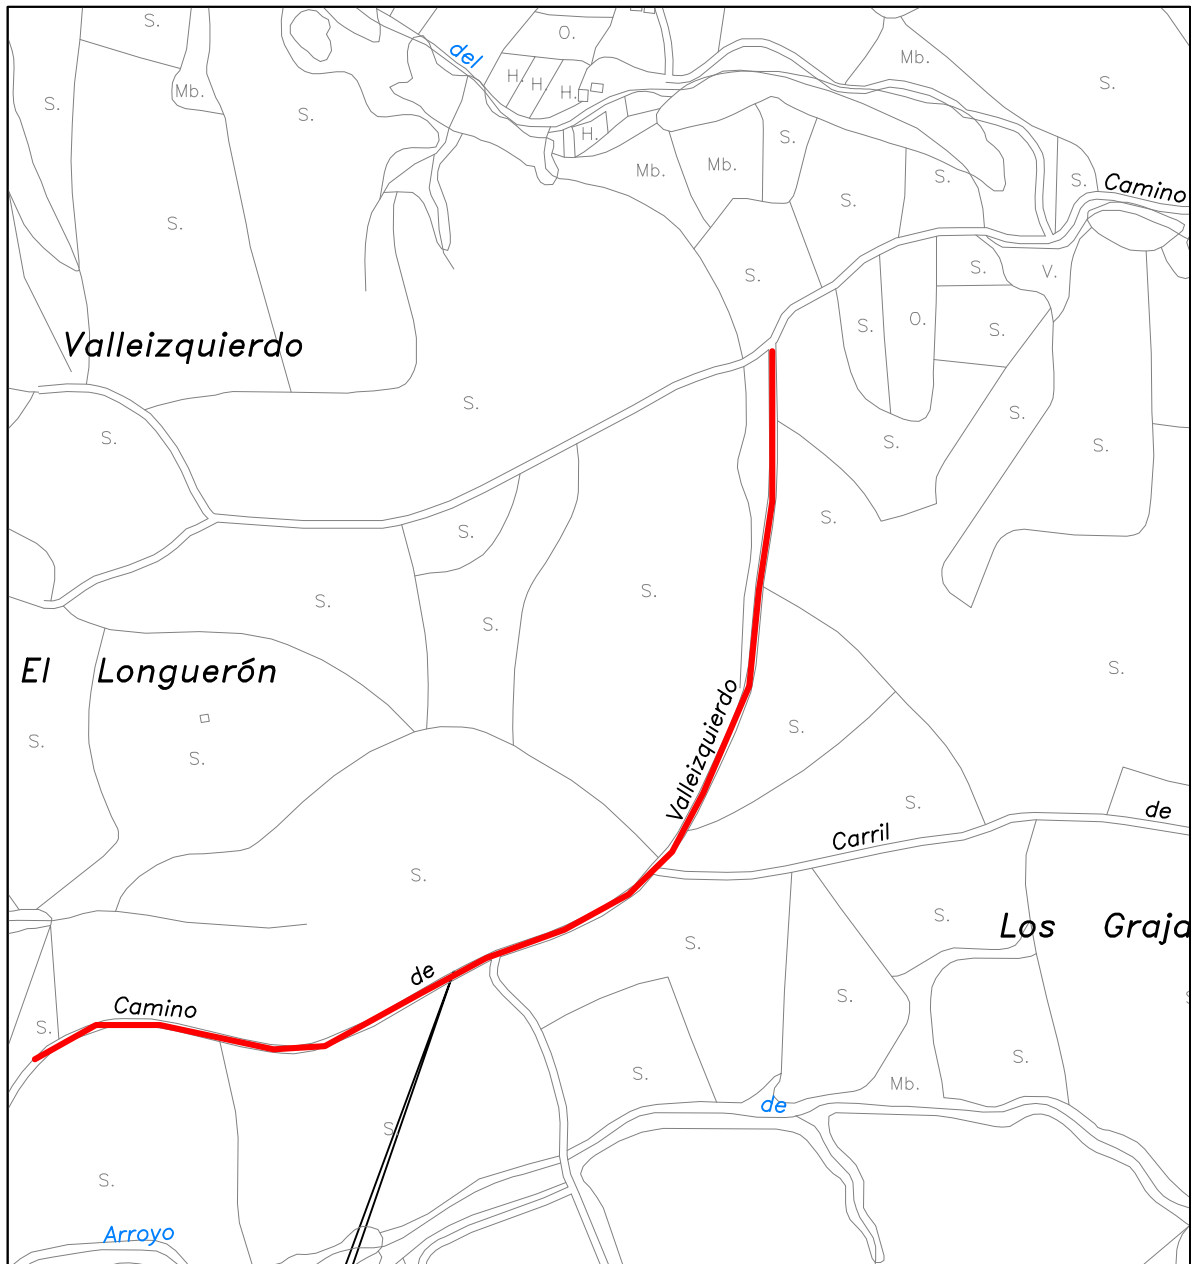 S.
O.
del
Mb.
S.
H.
H.
H.
Mb.
S.
S.
H.
S.
Mb.
Mb.
S.
S.
Camino
S.
S.
S.
S.
V.
Valleizquierdo
S.
O.
S.
S.
S.
S.
S.
S.
S.
S.
S.
S.
S.
El Longuerón
S.
Valleizquierdo
S.
S.
S.
S.
de
Carril
S.
S.
Los Graja
S.
de
S.
Camino
S.
S.
S.
Mb.
de
S
S.
Arroyo